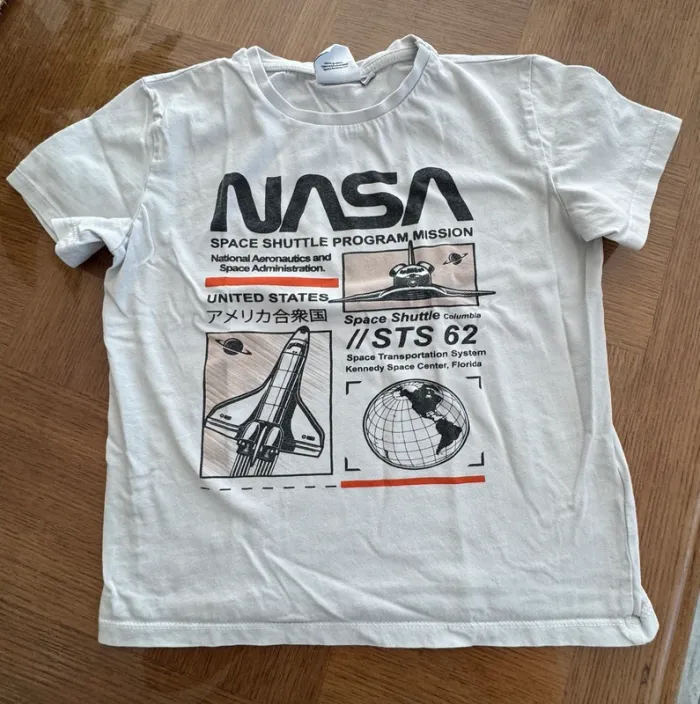 NASA
SPACE SHUTTLE PROGRAM MISSION
National Aeronautics and
Space Administration.
UNITED STATES
アメリカ合衆国
Space Shuttle Columbia
//STS 62
Space Transportation System
Kennedy Space Center, Florida